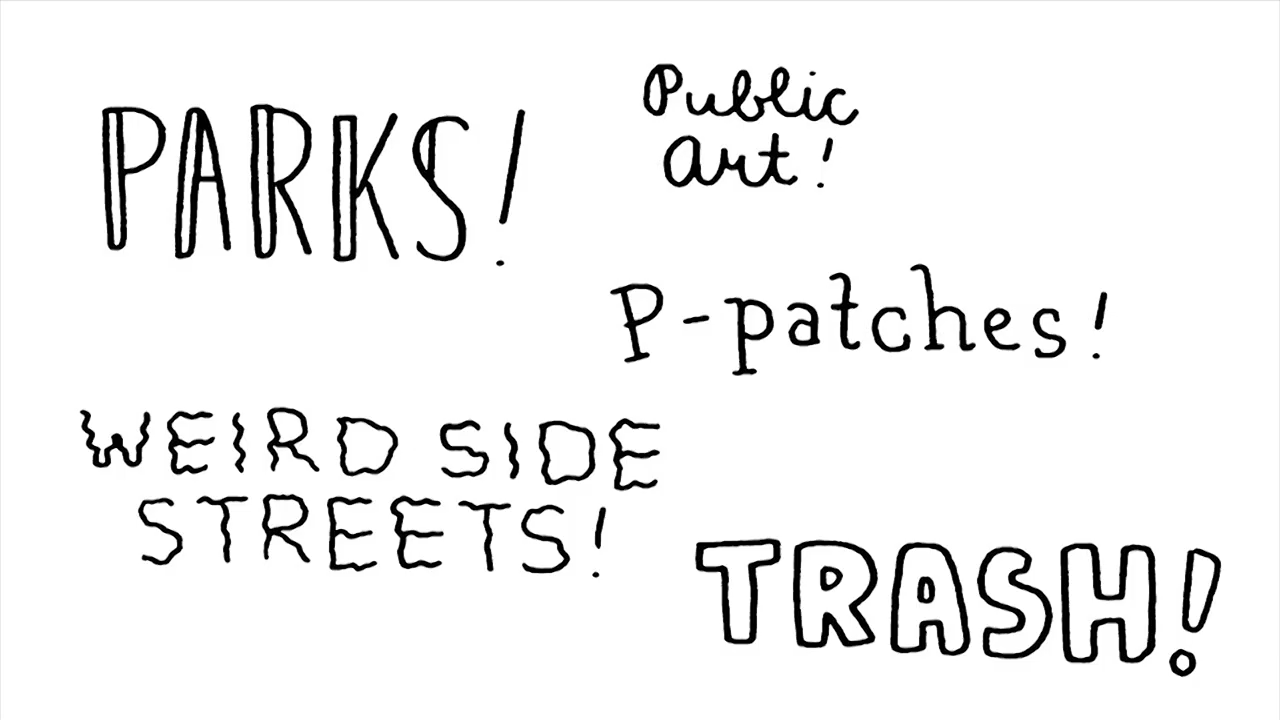 PARKS!
Public
Art!
P-patches!
WEIRD SIDE
STREETS!
TRASH!